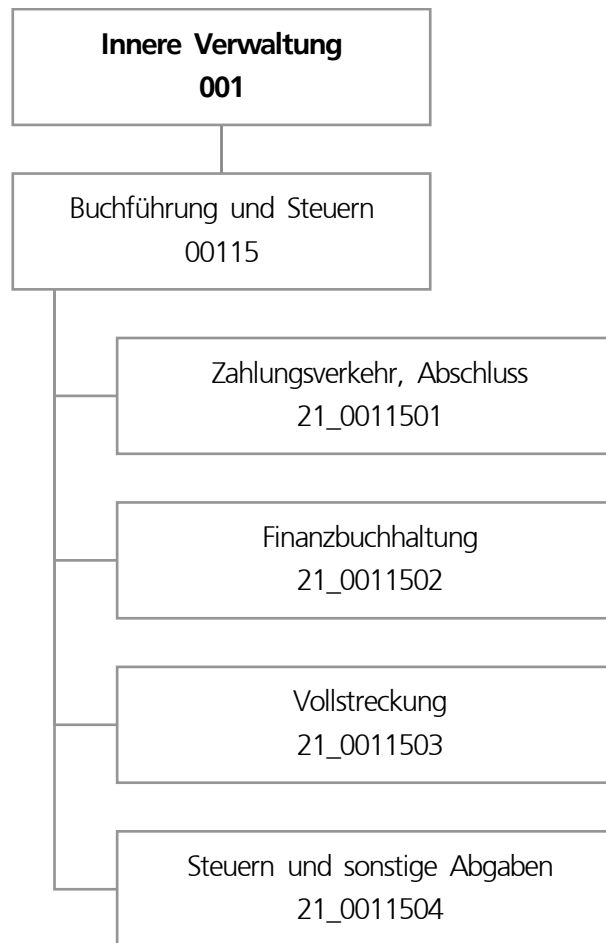 Innere Verwaltung
001
Buchführung und Steuern
00115
Zahlungsverkehr, Abschluss
21_0011501
Finanzbuchhaltung
21_0011502
Vollstreckung
21_0011503
Steuern und sonstige Abgaben
21_0011504